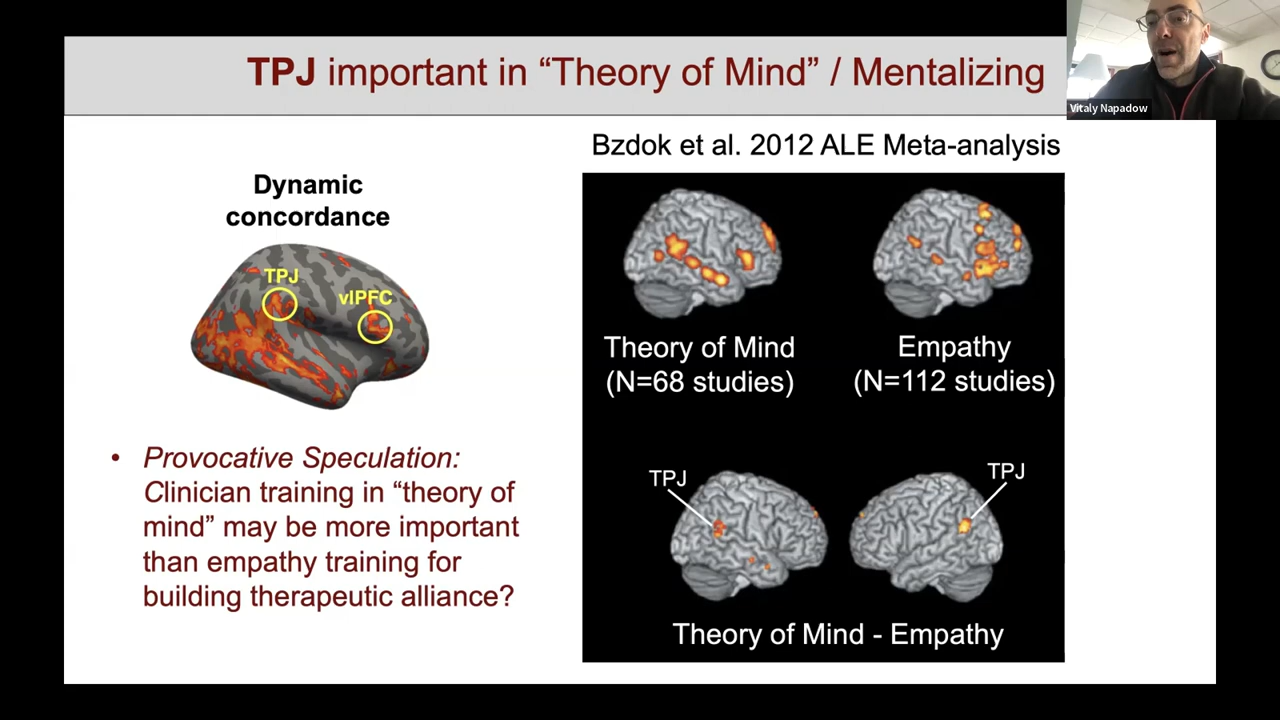 TPJ important in “Theory of Mind” / Mentalizing
Vitaly Napadow
Dynamic
concordance
TPJ
vlPFC
• Provocative Speculation:
Clinician training in “theory of
mind” may be more important
than empathy training for
building therapeutic alliance?
Bzdok et al. 2012 ALE Meta-analysis
Theory of Mind
(N=68 studies)
Empathy
(N=112 studies)
TPJ
TPJ
Theory of Mind - Empathy